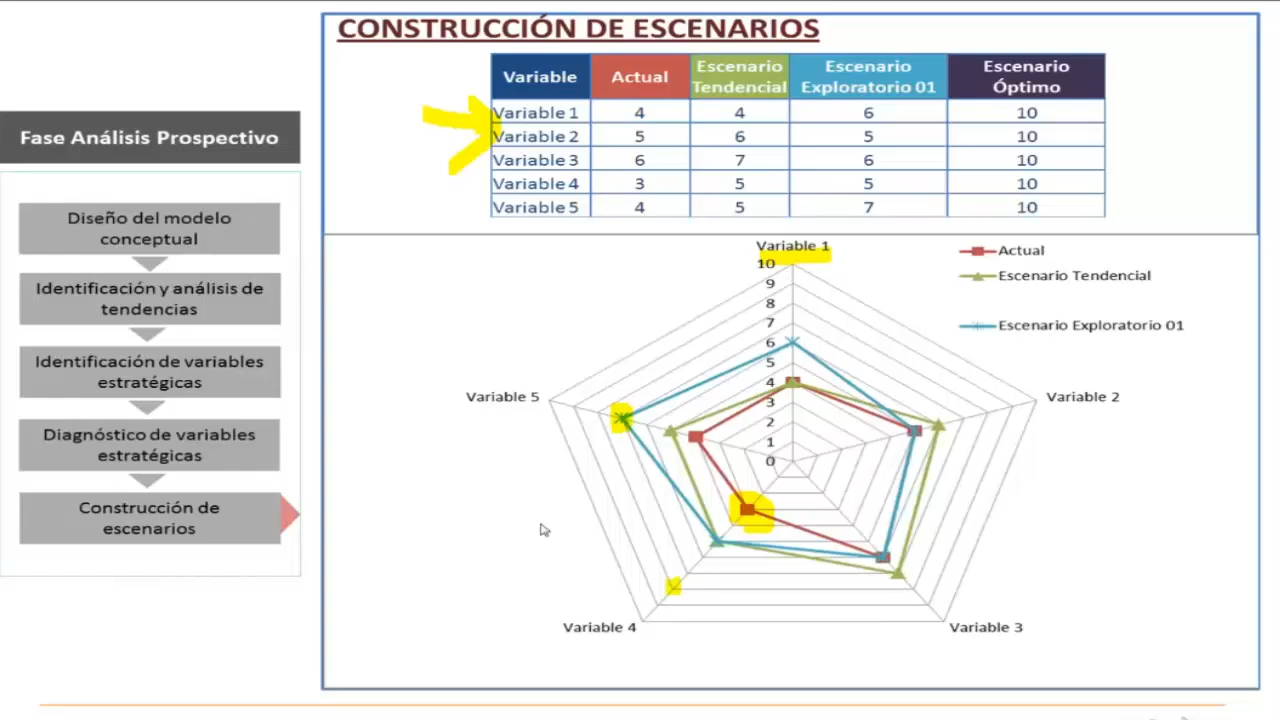 CONSTRUCCIÓN DE ESCENARIOS
Fase Análisis Prospectivo
Diseño del modelo
conceptual
Identificación y análisis de
tendencias
Identificación de variables
estratégicas
Diagnóstico de variables
estratégicas
Construcción de
escenarios
Variable Actual Escenario Tendencial Escenario Exploratorio 01 Escenario Óptimo
Variable 1 4 4 6 10
Variable 2 5 6 5 10
Variable 3 6 7 6 10
Variable 4 3 5 5 10
Variable 5 4 5 7 10
Variable 1
10
9
8
7
6
5
4
3
2
1
0
Variable 2
Variable 3
Variable 4
Variable 5
Actual
Escenario Tendencial
Escenario Exploratorio 01